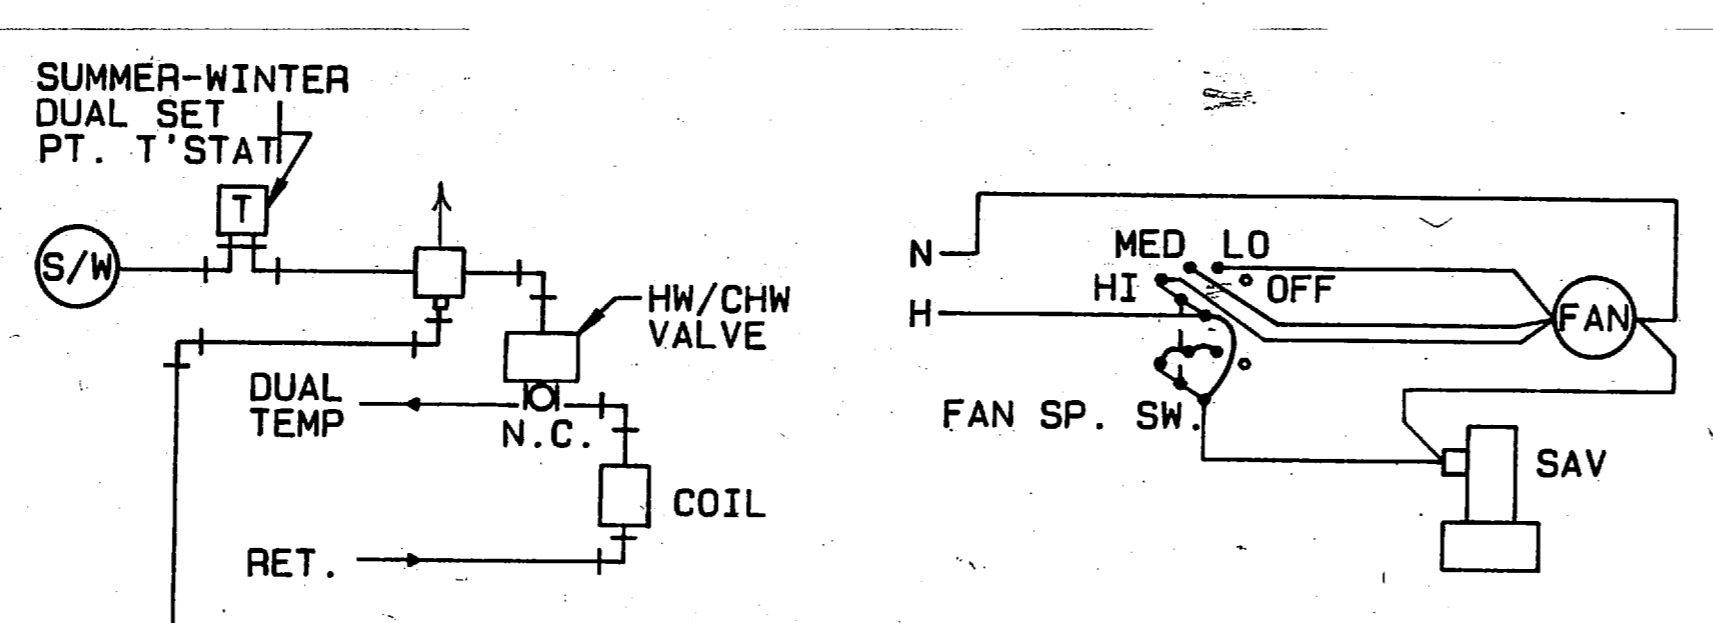 SUMMER-WINTER
DUAL SET
PT. T'STAT
T
S/W
HW/CHW
VALVE
DUAL
TEMP
N.C.
COIL
RET.
N
MED LO
HI
OFF
H
FAN
FAN SP. SW.
SAV